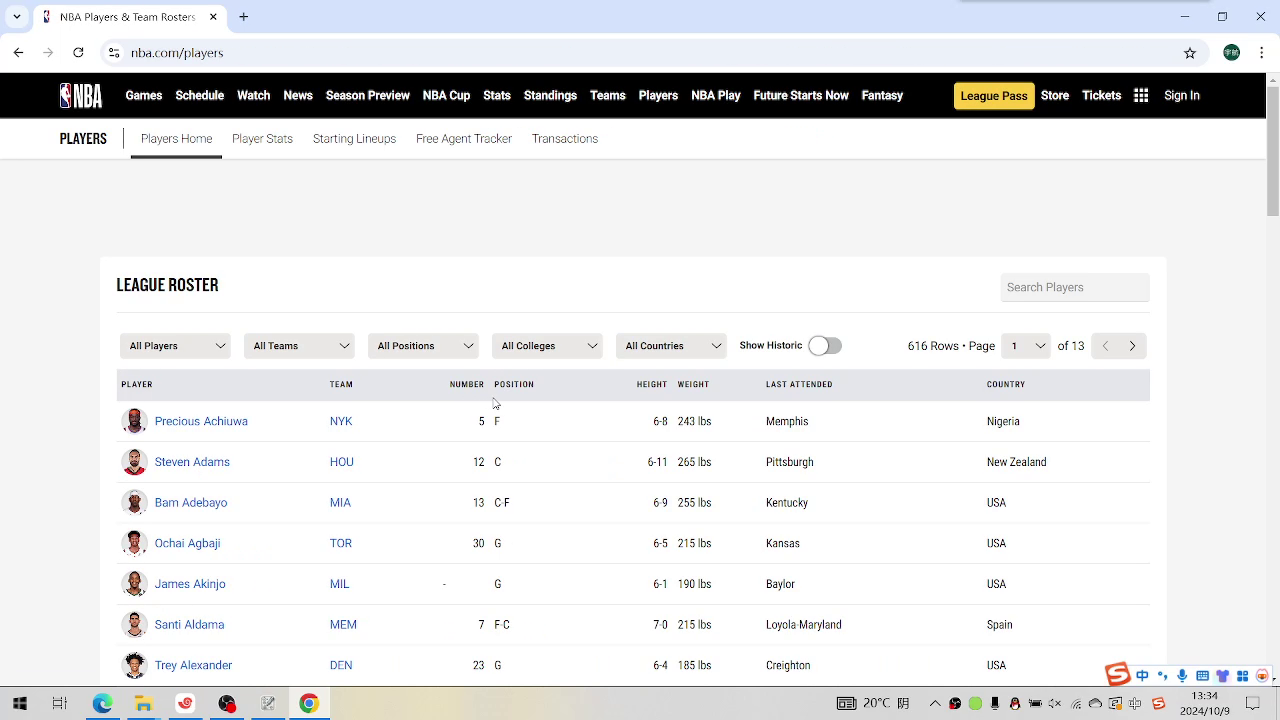 NBA Players & Team Rosters
nba.com/players
NBA Games Schedule Watch News Season Preview NBA Cup Stats Standings Teams Players NBA Play Future Starts Now Fantasy League Pass Store Tickets Sign In
PLAYERS Players Home Player Stats Starting Lineups Free Agent Tracker Transactions
LEAGUE ROSTER Search Players
All Players All Teams All Positions All Colleges All Countries Show Historic 616 Rows • Page 1 of 13
PLAYER TEAM NUMBER POSITION HEIGHT WEIGHT LAST ATTENDED COUNTRY
Precious Achiuwa NYK 5 F 6-8 243 lbs Memphis Nigeria
Steven Adams HOU 12 C 6-11 265 lbs Pittsburgh New Zealand
Bam Adebayo MIA 13 C-F 6-9 255 lbs Kentucky USA
Ochai Agbaji TOR 30 G 6-5 215 lbs Kansas USA
James Akinjo MIL - G 6-1 190 lbs Baylor USA
Santi Aldama MEM 7 F-C 7-0 215 lbs Loyola-Maryland Spain
Trey Alexander DEN 23 G 6-4 185 lbs Creighton USA
中
20°C 阴 中 13:34
2024/10/9